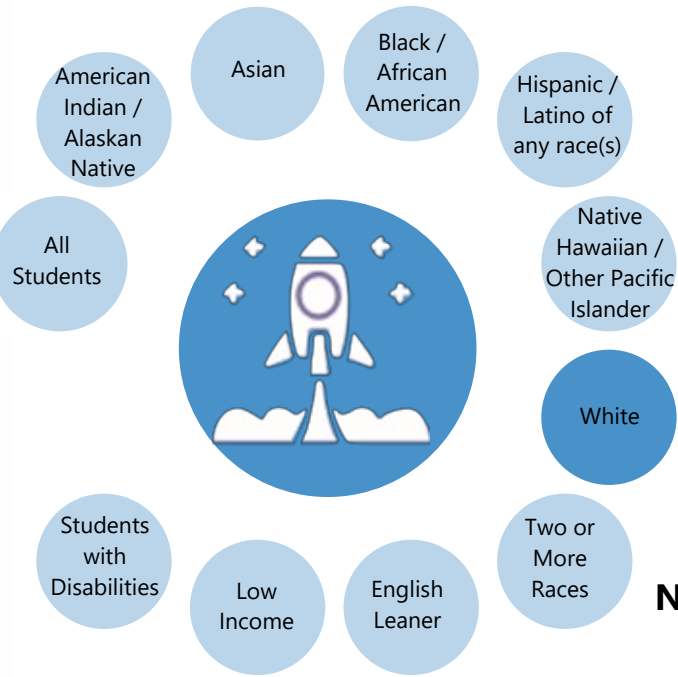 American
Indian /
Alaskan
Native
Asian
Black /
African
American
Hispanic /
Latino of
any race(s)
All
Students
Native
Hawaiian /
Other Pacific
Islander
White
Students
with
Disabilities
Low
Income
English
Leaner
Two or
More
Races
N